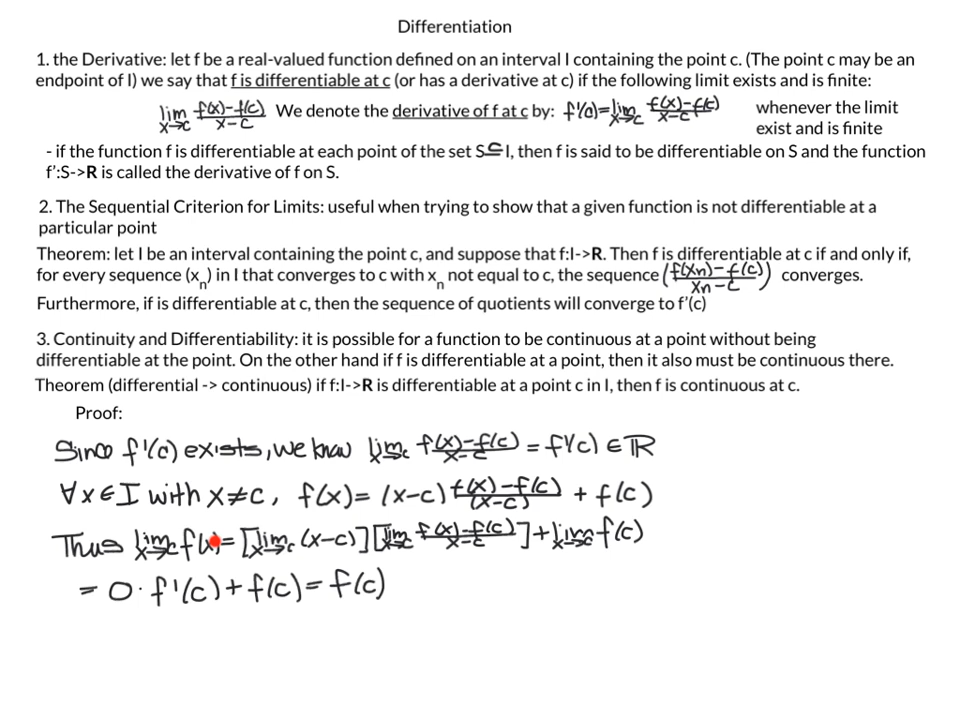 Differentiation
1. the Derivative: let f be a real-valued function defined on an interval I containing the point c. (The point c may be an
endpoint of I) we say that f is differentiable at c (or has a derivative at c) if the following limit exists and is finite:
lim x→c f(x)-f(c) / x-c We denote the derivative of f at c by: f'(c)=lim x→c f(x)-f(c) / x-c whenever the limit
exist and is finite
- if the function f is differentiable at each point of the set S⊆I, then f is said to be differentiable on S and the function
f':S->R is called the derivative of f on S.
2. The Sequential Criterion for Limits: useful when trying to show that a given function is not differentiable at a
particular point
Theorem: let I be an interval containing the point c, and suppose that f:I->R. Then f is differentiable at c if and only if,
for every sequence (x_n) in I that converges to c with x_n not equal to c, the sequence (f(xn)-f(c) / xn-c) converges.
Furthermore, if is differentiable at c, then the sequence of quotients will converge to f'(c)
3. Continuity and Differentiability: it is possible for a function to be continuous at a point without being
differentiable at the point. On the other hand if f is differentiable at a point, then it also must be continuous there.
Theorem (differential -> continuous) if f:I->R is differentiable at a point c in I, then f is continuous at c.
Proof:
Since f'(c) exists, we know lim x→c f(x)-f(c) / x-c = f'(c) ∈ ℝ
∀x∈I with x≠c, f(x)= (x-c) f(x)-f(c) / (x-c) + f(c)
Thus lim x→c f(x)= [lim x→c (x-c)][lim x→c f(x)-f(c) / x-c]+lim x→c f(c)
= 0· f'(c)+f(c)=f(c)